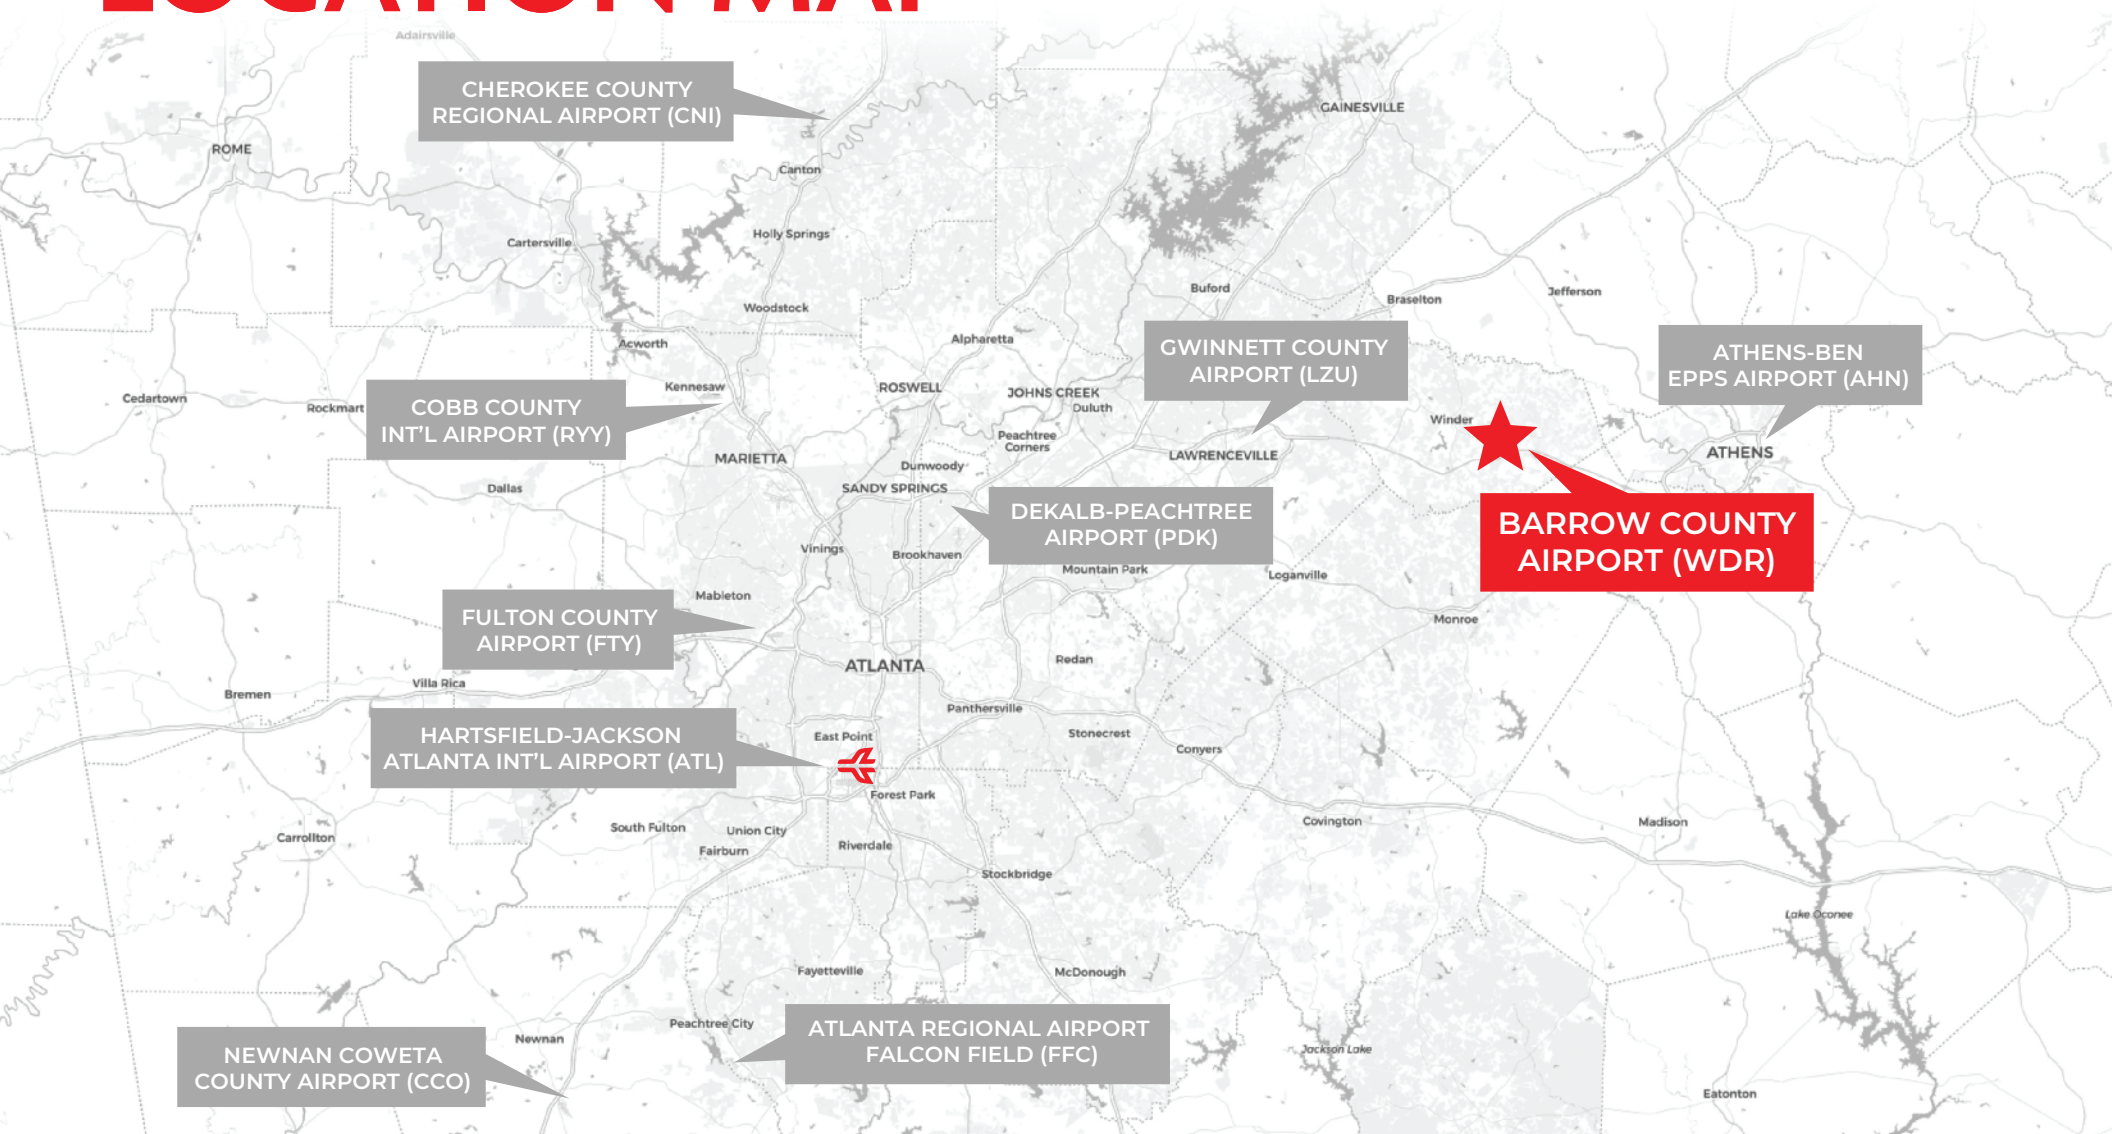 LOCATION MAP
Adairsville
CHEROKEE COUNTY
REGIONAL AIRPORT (CNI)
GAINESVILLE
ROME
Canton
Holly Springs
Cartersville
Buford
Jefferson
Braselton
Woodstock
Alpharetta
Acworth
GWINNETT COUNTY
AIRPORT (LZU)
ATHENS-BEN
EPPS AIRPORT (AHN)
Kennesaw
ROSWELL
JOHNS CREEK
Duluth
Cedartown
Rockmart
COBB COUNTY
INT'L AIRPORT (RYY)
Winder
Peachtree
Corners
MARIETTA
Dunwoody
LAWRENCEVILLE
ATHENS
Dallas
SANDY SPRINGS
DEKALB-PEACHTREE
AIRPORT (PDK)
BARROW COUNTY
AIRPORT (WDR)
Vinings
Brookhaven
Mountain Park
Loganville
Mableton
FULTON COUNTY
AIRPORT (FTY)
Monroe
ATLANTA
Redan
Villa Rica
Bremen
Panthersville
HARTSFIELD-JACKSON
ATLANTA INT'L AIRPORT (ATL)
East Point
Stonecrest
Conyers
Forest Park
South Fulton
Union City
Covington
Madison
Carrollton
Fairburn
Riverdale
Stockbridge
Lake Oconee
Fayetteville
McDonough
Peachtree City
ATLANTA REGIONAL AIRPORT
FALCON FIELD (FFC)
Newnan
Jackson Lake
NEWNAN COWETA
COUNTY AIRPORT (CCO)
Eatonton